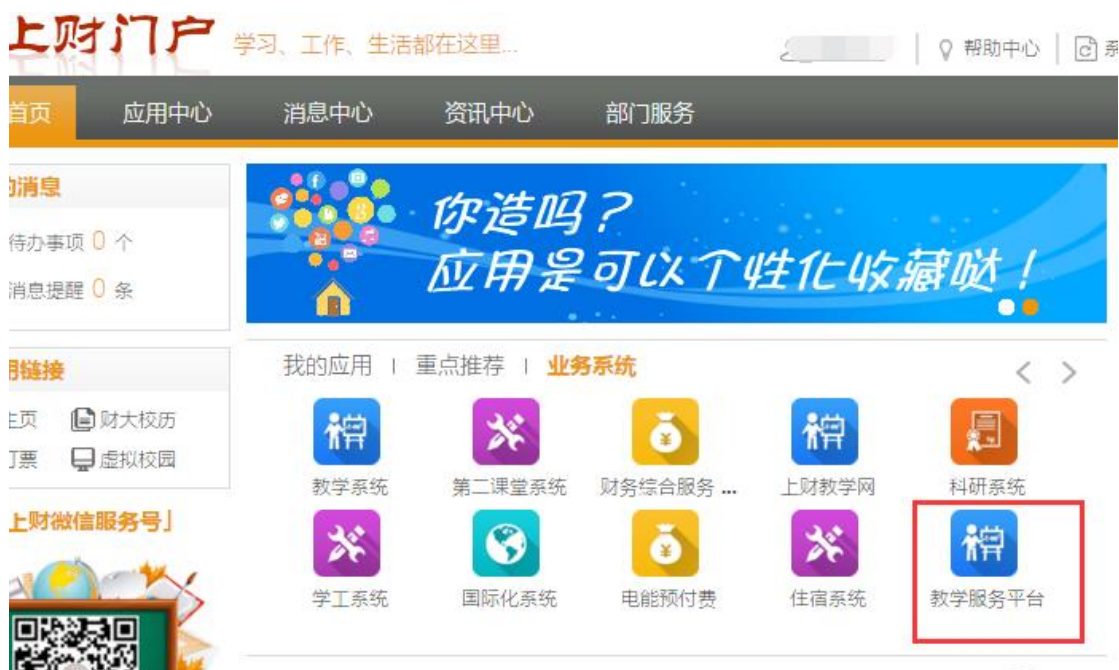 上财门户 学习、工作、生活都在这里...
帮助中心
首页 应用中心 消息中心 资讯中心 部门服务
消息
待办事项 0 个
消息提醒 0 条
你造吗？
应用是可以个性化收藏哒！
链接
主页 财大校历
订票 虚拟校园
上财微信服务号」
我的应用 | 重点推荐 | 业务系统
教学系统 第二课堂系统 财务综合服务 ... 上财教学网 科研系统
学工系统 国际化系统 电能预付费 住宿系统 教学服务平台